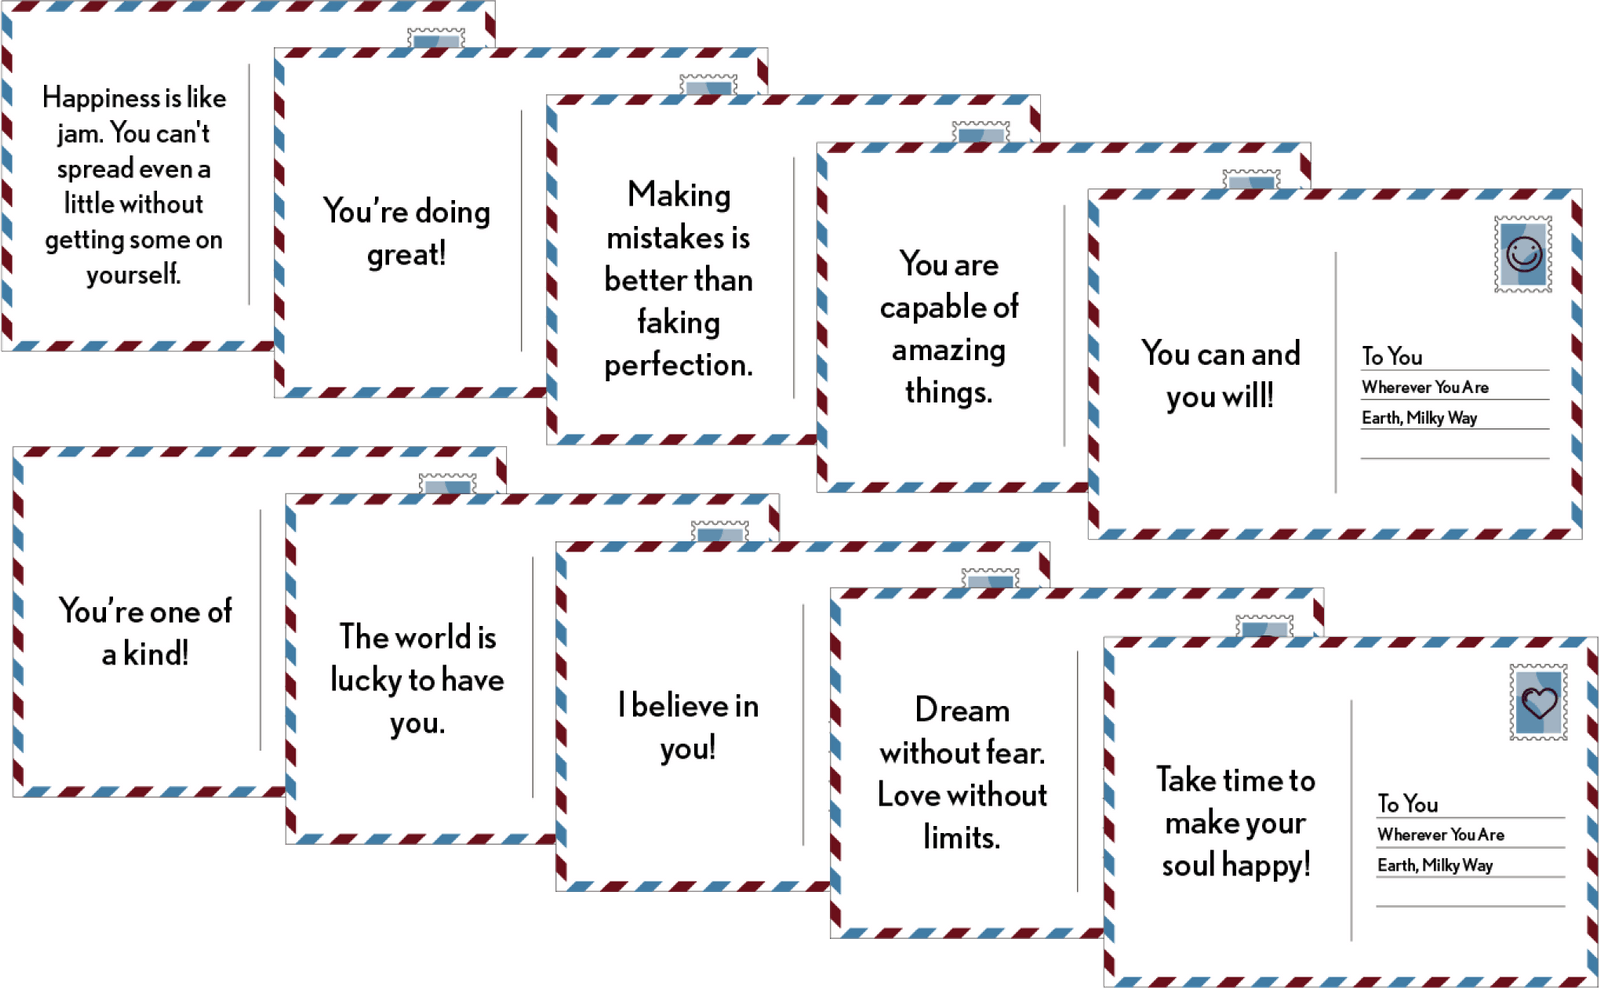 Happiness is like
jam. You can't
spread even a
little without
getting some on
yourself.
You're doing
great!
Making
mistakes is
better than
faking
perfection.
You are
capable of
amazing
things.
You can and
you will!
To You
Wherever You Are
Earth, Milky Way
You're one of
a kind!
The world is
lucky to have
you.
I believe in
you!
Dream
without fear.
Love without
limits.
Take time to
make your
soul happy!
To You
Wherever You Are
Earth, Milky Way